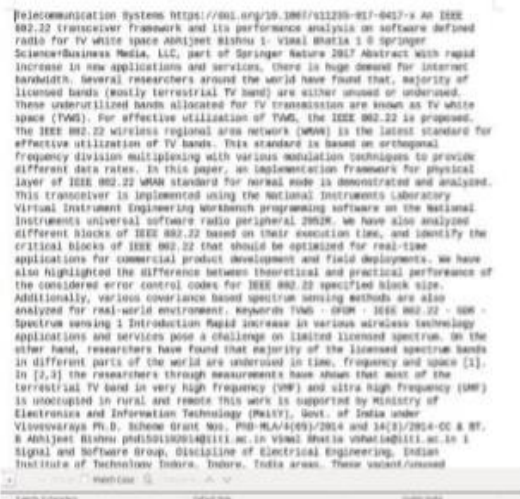 Telecommunication Systems https://doi.org/10.1007/s11235-017-0417-x An IEEE
802.22 transceiver framework and its performance analysis on software defined
radio for TV white space Abhijeet Bishnu 1· Vimal Bhatia 1 © Springer
Science+Business Media, LLC, part of Springer Nature 2017 Abstract With rapid
increase in new applications and services, there is huge demand for internet
bandwidth. Several researchers around the world have found that, majority of
licensed bands (mostly terrestrial TV band) are either unused or underused.
These underutilized bands allocated for TV transmission are known as TV white
space (TVWS). For effective utilization of TVWS, the IEEE 802.22 is proposed.
The IEEE 802.22 wireless regional area network (WRAN) is the latest standard for
effective utilization of TV bands. This standard is based on orthogonal
frequency division multiplexing with various modulation techniques to provide
different data rates. In this paper, an implementation framework for physical
layer of IEEE 802.22 WRAN standard for normal mode is demonstrated and analyzed.
This transceiver is implemented using the National Instruments Laboratory
Virtual Instrument Engineering Workbench programming software on the National
Instruments universal software radio peripheral 2952R. We have also analyzed
different blocks of IEEE 802.22 based on their execution time, and identify the
critical blocks of IEEE 802.22 that should be optimized for real-time
applications for commercial product development and field deployments. We have
also highlighted the difference between theoretical and practical performance of
the considered error control codes for IEEE 802.22 specified block size.
Additionally, various covariance based spectrum sensing methods are also
analyzed for real-world environment. Keywords TVWS · OFDM · IEEE 802.22 · SDR ·
Spectrum sensing 1 Introduction Rapid increase in various wireless technology
applications and services pose a challenge on limited licensed spectrum. On the
other hand, researchers have found that majority of the licensed spectrum bands
in different parts of the world are underused in time, frequency and space [1].
In [2,3] the researchers through measurements have shown that most of the
terrestrial TV band in very high frequency (VHF) and ultra high frequency (UHF)
is unoccupied in rural and remote This work is supported by Ministry of
Electronics and Information Technology (MeitY), Govt. of India under
Visvesvaraya Ph.D. Scheme Grant Nos. PhD-MLA/4(09)/2014 and 14(3)/2014-CC & BT.
B Abhijeet Bishnu phd1501102014@iiti.ac.in Vimal Bhatia vbhatia@iiti.ac.in 1
Signal and Software Group, Discipline of Electrical Engineering, Indian
Institute of Technology Indore, Indore, India areas. These vacant/unused